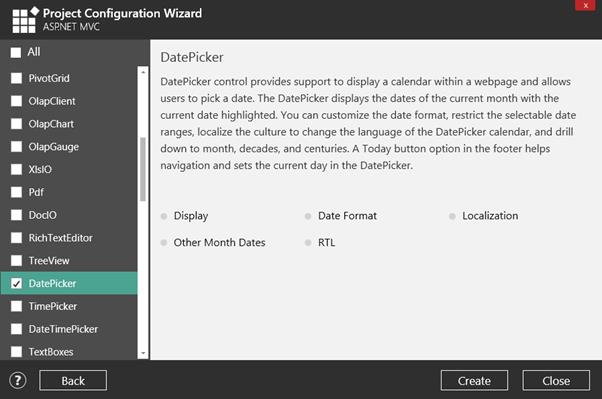 Project Configuration Wizard
ASP.NET MVC
x
All
PivotGrid
OlapClient
OlapChart
OlapGauge
XlsIO
Pdf
DocIO
RichTextEditor
TreeView
DatePicker
TimePicker
DateTimePicker
TextBoxes
DatePicker
DatePicker control provides support to display a calendar within a webpage and allows
users to pick a date. The DatePicker displays the dates of the current month with the
current date highlighted. You can customize the date format, restrict the selectable date
ranges, localize the culture to change the language of the DatePicker calendar, and drill
down to month, decades, and centuries. A Today button option in the footer helps
navigation and sets the current day in the DatePicker.
Display Date Format Localization
Other Month Dates RTL
? Back Create Close